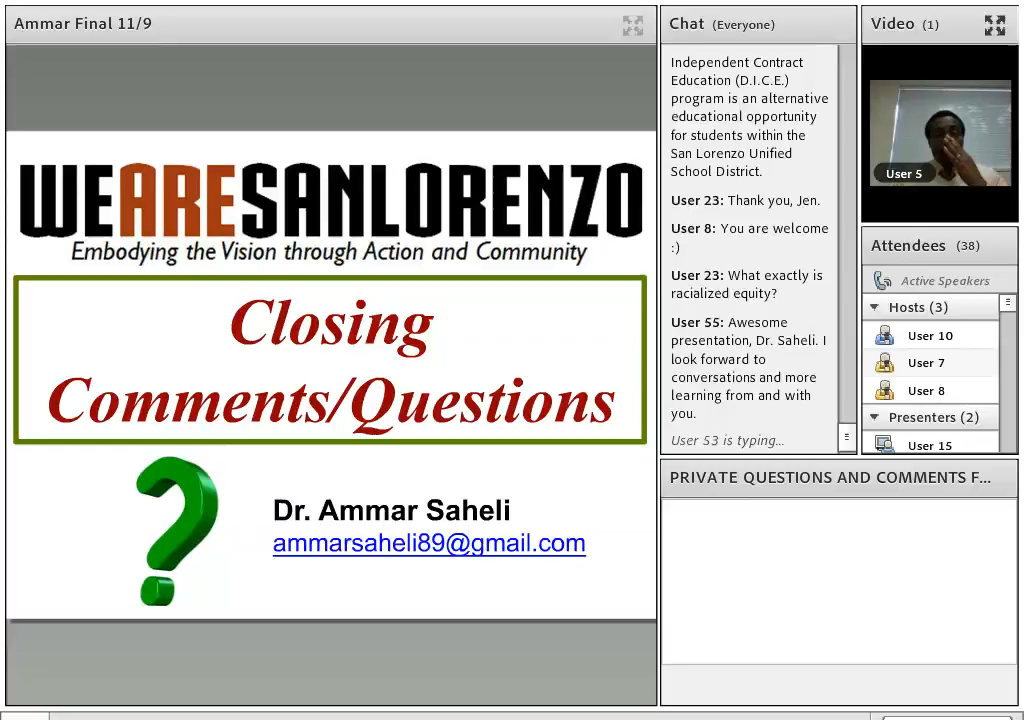 Ammar Final 11/9
WEARESANLORENZO
Embodying the Vision through Action and Community
Closing
Comments/Questions
Dr. Ammar Saheli
ammarsaheli89@gmail.com
Chat (Everyone)
Independent Contract
Education (D.I.C.E.)
program is an alternative
educational opportunity
for students within the
San Lorenzo Unified
School District.
User 23: Thank you, Jen.
User 8: You are welcome
:)
User 23: What exactly is
racialized equity?
User 55: Awesome
presentation, Dr. Saheli. I
look forward to
conversations and more
learning from and with
you.
User 53 is typing...
Video (1)
User 5
Attendees (38)
Active Speakers
Hosts (3)
User 10
User 7
User 8
Presenters (2)
User 15
PRIVATE QUESTIONS AND COMMENTS F...